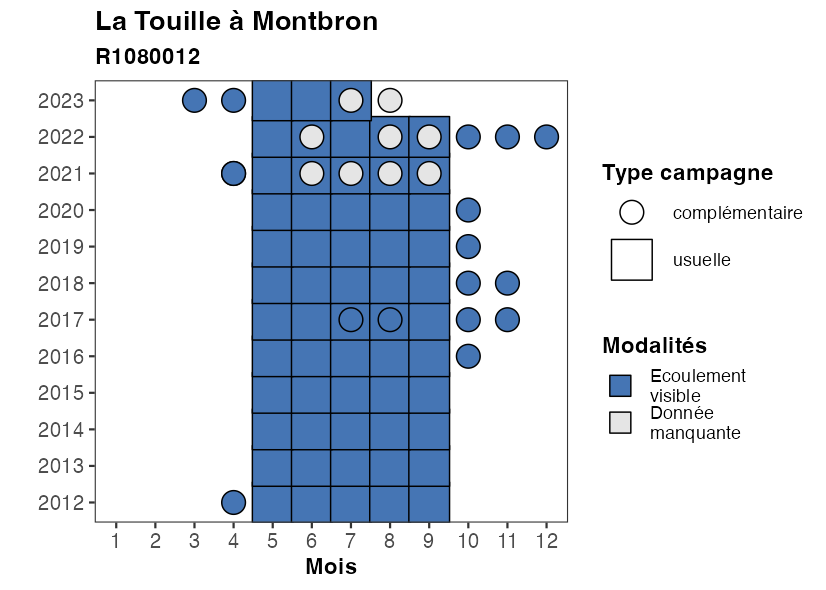 La Touille à Montbron
R1080012
2023
2022
2021
2020
2019
2018
2017
2016
2015
2014
2013
2012
1 2 3 4 5 6 7 8 9 10 11 12
Mois
Type campagne
complémentaire
usuelle
Modalités
Ecoulement
visible
Donnée
manquante